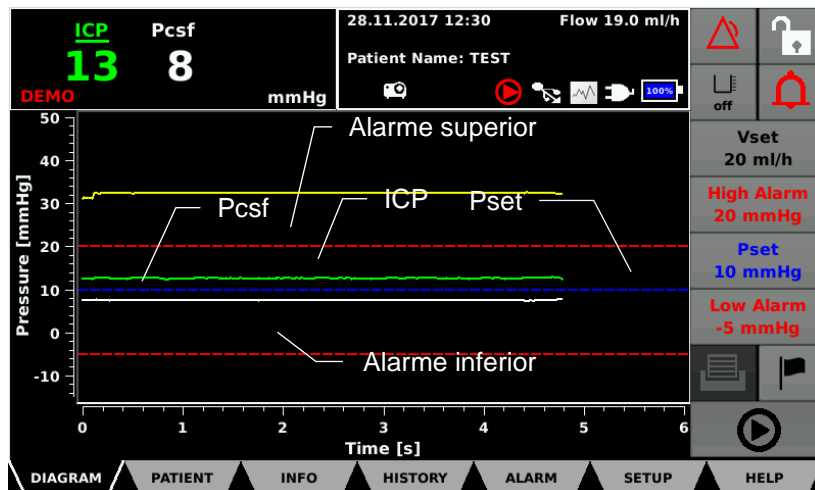 ICP Pcsf
13 8
DEMO mmHg
28.11.2017 12:30 Flow 19.0 ml/h
Patient Name: TEST
100%
off
Vset
20 ml/h
High Alarm
20 mmHg
Pset
10 mmHg
Low Alarm
-5 mmHg
Pressure [mmHg]
50
40
30
20
10
0
-10
Alarme superior
Pcsf
ICP
Pset
Alarme inferior
0 1 2 3 4 5 6
Time [s]
DIAGRAM PATIENT INFO HISTORY ALARM SETUP HELP